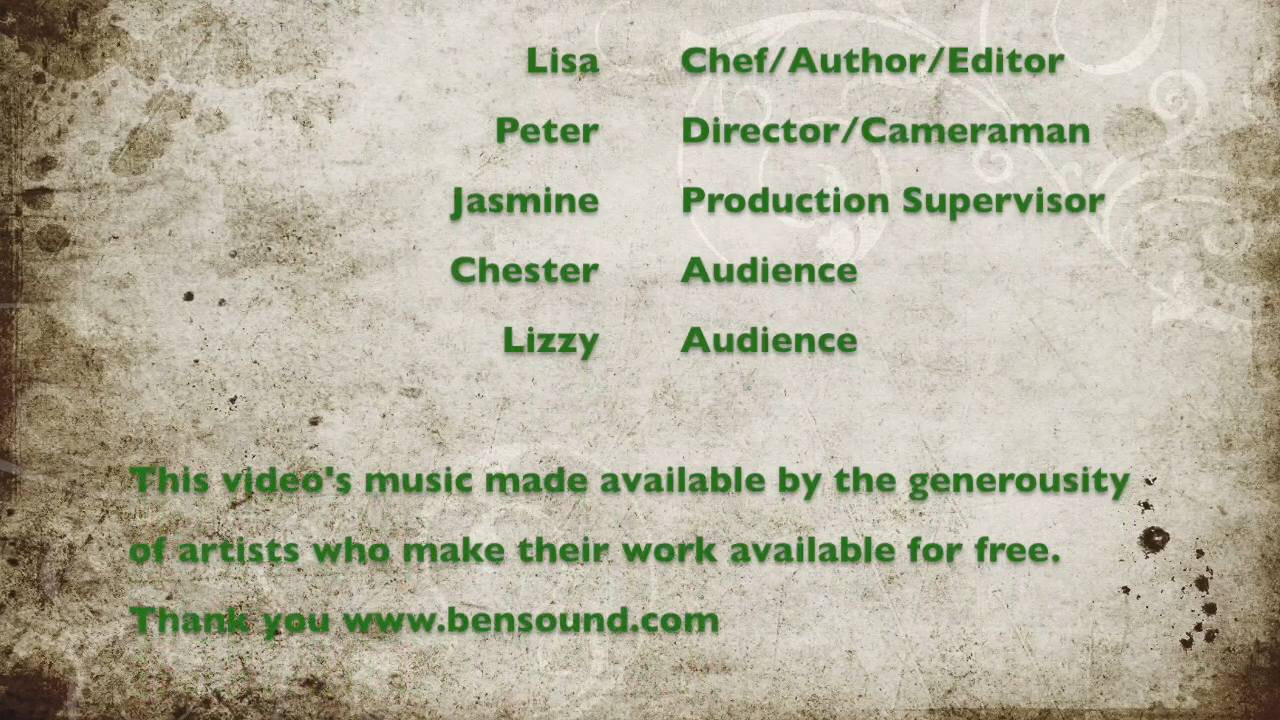 Lisa Chef/Author/Editor
Peter Director/Cameraman
Jasmine Production Supervisor
Chester Audience
Lizzy Audience
This video's music made available by the generousity
of artists who make their work available for free.
Thank you www.bensound.com